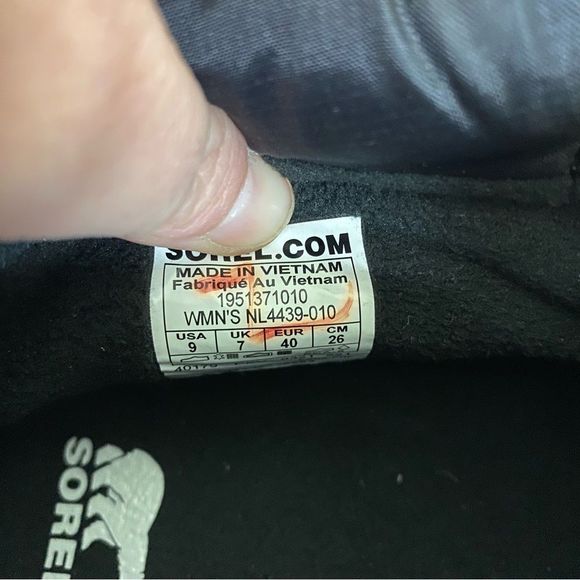 SOREL.COM
MADE IN VIETNAM
Fabriqué Au Vietnam
1951371010
WMN'S NL4439-010
USA UK EUR CM
9 7 40 26
SOREL